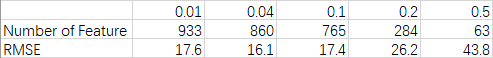 0.01 0.04 0.1 0.2 0.5
Number of Feature 933 860 765 284 63
RMSE 17.6 16.1 17.4 26.2 43.8